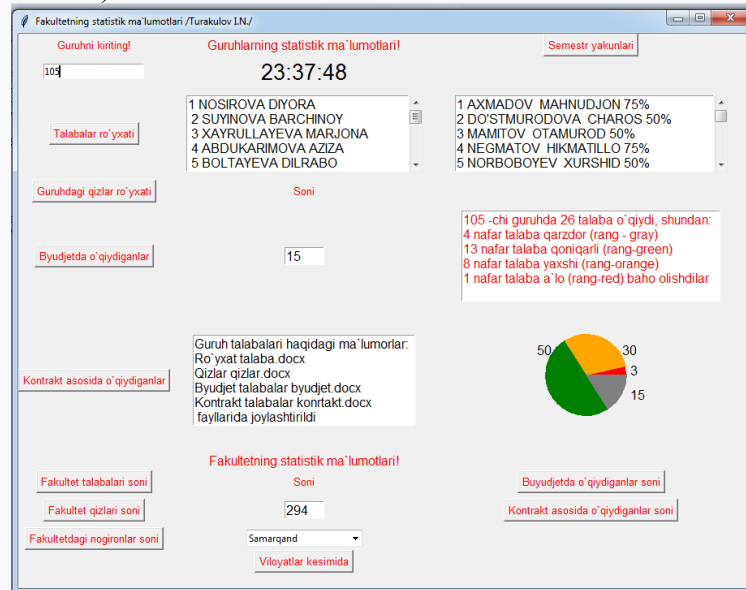 Fakultetning statistik ma`lumotlari /Turakulov I.N./
Guruhni kiriting!
Guruhlarning statistik ma`lumotlari!
Semestr yakunlari
105
23:37:48
Talabalar ro`yxati
1 NOSIROVA DIYORA
2 SUYINOVA BARCHINOY
3 XAYRULLAYEVA MARJONA
4 ABDUKARIMOVA AZIZA
5 BOLTAYEVA DILRABO
1 AXMADOV  MAHNUDJON 75%
2 DO'STMURODOVA  CHAROS 50%
3 MAMITOV  OTAMUROD 50%
4 NEGMATOV  HIKMATILLO 75%
5 NORBOBOYEV  XURSHID 50%
Guruhdagi qizlar ro`yxati
Soni
Byudjetda o`qiydiganlar
15
105 -chi guruhda 26 talaba o`qiydi, shundan:
4 nafar talaba qarzdor (rang - gray)
13 nafar talaba qoniqarli (rang-green)
8 nafar talaba yaxshi (rang-orange)
1 nafar talaba a`lo (rang-red) baho olishdilar
Kontrakt asosida o`qiydiganlar
Guruh talabalari haqidagi ma`lumorlar:
Ro`yxat talaba.docx
Qizlar qizlar.docx
Byudjet talabalar byudjet.docx
Kontrakt talabalar konrtakt.docx
fayllarida joylashtirildi
50
30
3
15
Fakultetning statistik ma`lumotlari!
Fakultet talabalari soni
Soni
Buyudjetda o`qiydiganlar soni
Fakultet qizlari soni
294
Kontrakt asosida o`qiydiganlar soni
Fakultetdagi nogironlar soni
Samarqand
Viloyatlar kesimida